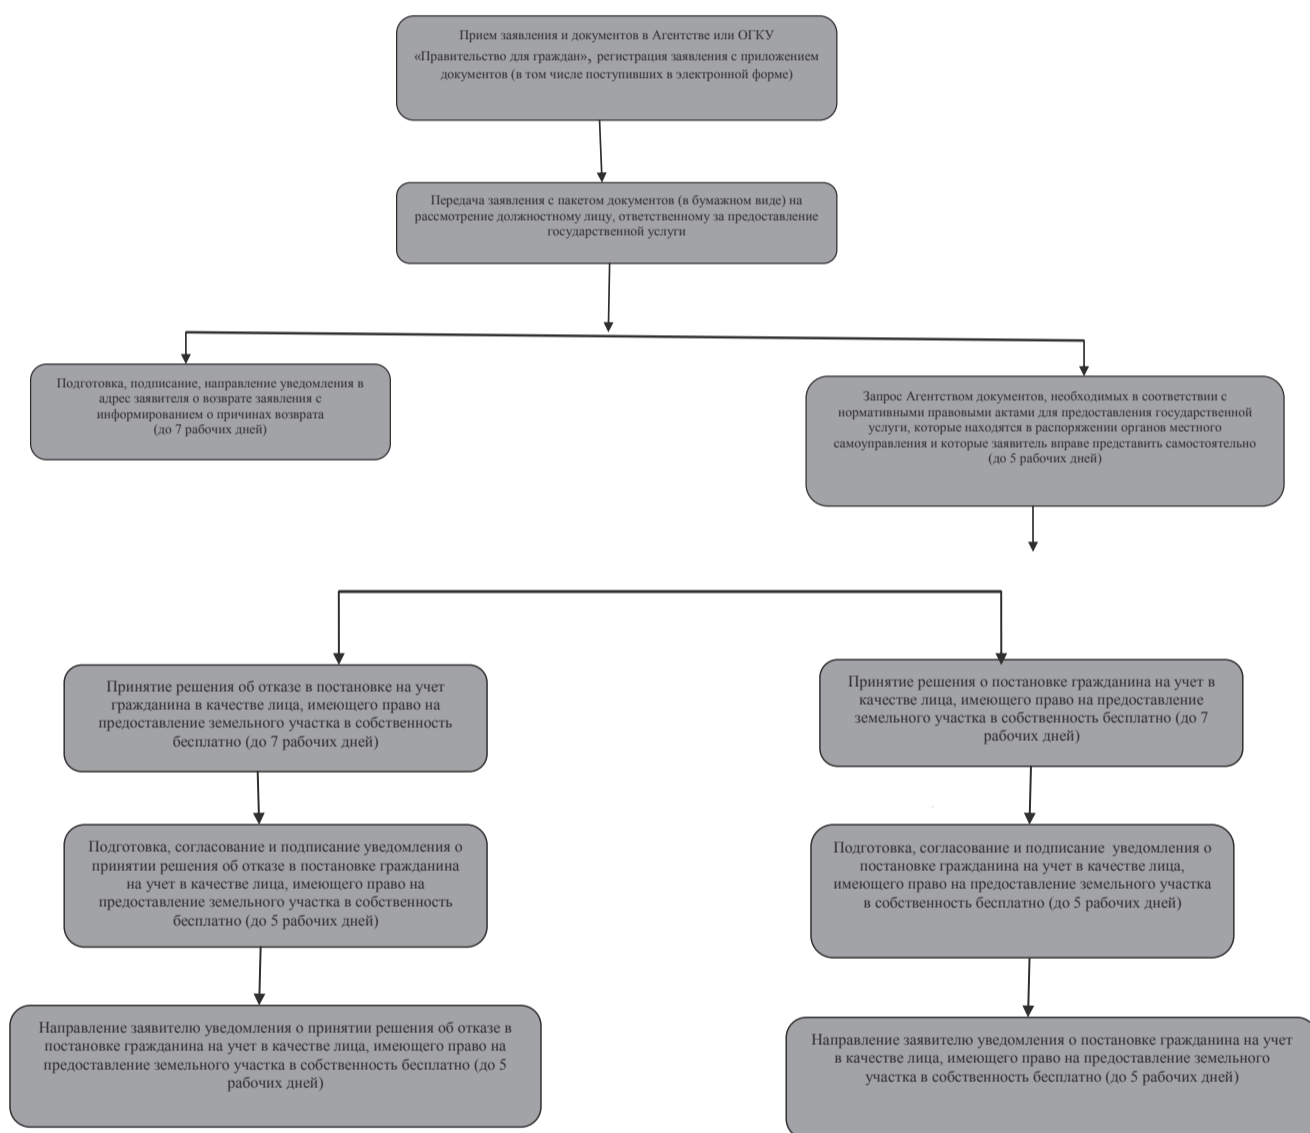 Прием заявления и документов в Агентстве или ОГКУ
«Правительство для граждан», регистрация заявления с приложением
документов (в том числе поступивших в электронной форме)
Передача заявления с пакетом документов (в бумажном виде) на
рассмотрение должностному лицу, ответственному за предоставление
государственной услуги
Подготовка, подписание, направление уведомления в
адрес заявителя о возврате заявления с
информированием о причинах возврата
(до 7 рабочих дней)
Запрос Агентством документов, необходимых в соответствии с
нормативными правовыми актами для предоставления государственной
услуги, которые находятся в распоряжении органов местного
самоуправления и которые заявитель вправе представить самостоятельно
(до 5 рабочих дней)
Принятие решения об отказе в постановке на учет
гражданина в качестве лица, имеющего право на
предоставление земельного участка в собственность
бесплатно (до 7 рабочих дней)
Принятие решения о постановке гражданина на учет в
качестве лица, имеющего право на предоставление
земельного участка в собственность бесплатно (до 7
рабочих дней)
Подготовка, согласование и подписание уведомления о
принятии решения об отказе в постановке гражданина
на учет в качестве лица, имеющего право на
предоставление земельного участка в собственность
бесплатно (до 5 рабочих дней)
Подготовка, согласование и подписание уведомления о
постановке гражданина на учет в качестве лица,
имеющего право на предоставление земельного участка
в собственность бесплатно (до 5 рабочих дней)
Направление заявителю уведомления о принятии решения об отказе в
постановке гражданина на учет в качестве лица, имеющего право на
предоставление земельного участка в собственность бесплатно (до 5
рабочих дней)
Направление заявителю уведомления о постановке гражданина на учет
в качестве лица, имеющего право на предоставление земельного
участка в собственность бесплатно (до 5 рабочих дней)